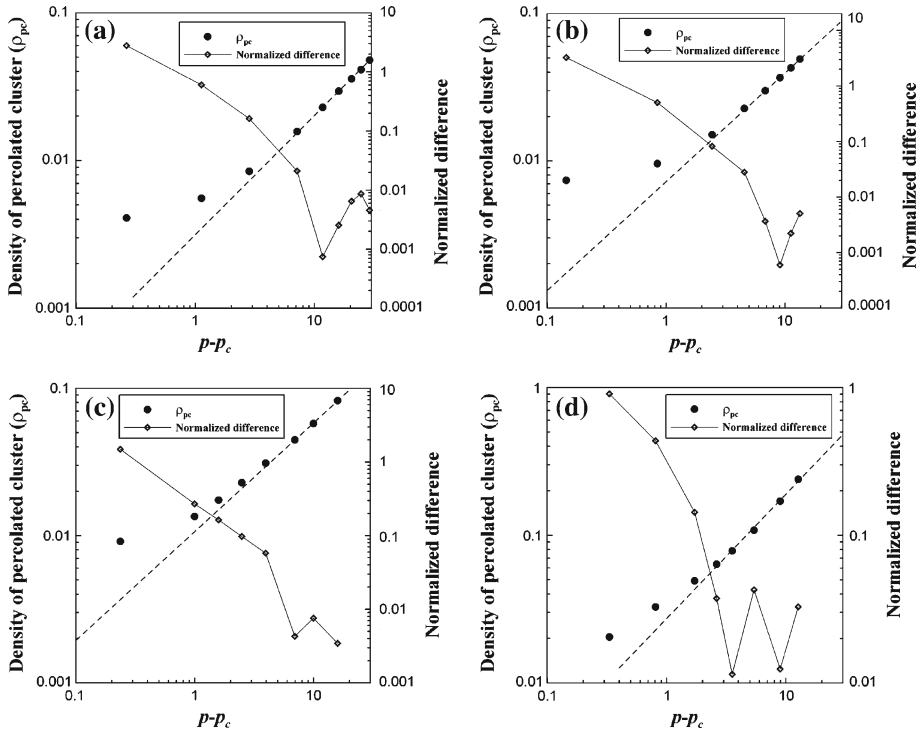 (a)
ρpc
Normalized difference
Density of percolated cluster (ρpc)
0.1
0.01
0.001
10
1
0.1
0.01
0.001
0.0001
Normalized difference
0.1
1
10
p-pc
(b)
ρpc
Normalized difference
Density of percolated cluster (ρpc)
0.1
0.01
0.001
10
1
0.1
0.01
0.001
0.0001
Normalized difference
0.1
1
10
p-pc
(c)
ρpc
Normalized difference
Density of percolated cluster (ρpc)
0.1
0.01
0.001
10
1
0.1
0.01
0.001
Normalized difference
0.1
1.0
10
p-pc
(d)
ρpc
Normalized difference
Density of percolated cluster (ρpc)
1
0.1
0.01
1
0.1
0.01
Normalized difference
0.1
1.0
10
p-pc